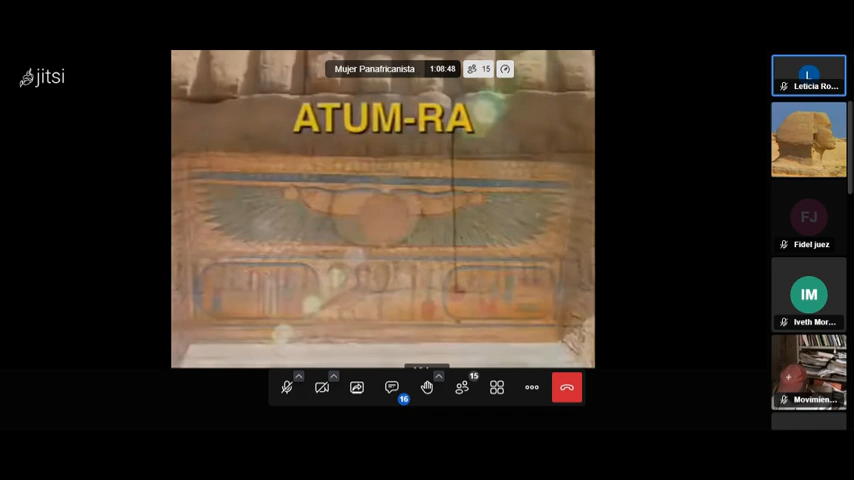 jitsi
Mujer Panafricanista 1:08:48 15
ATUM-RA
L
Leticia Ro...
FJ
Fidel juez
IM
Iveth Mor...
Movimien...
15
16